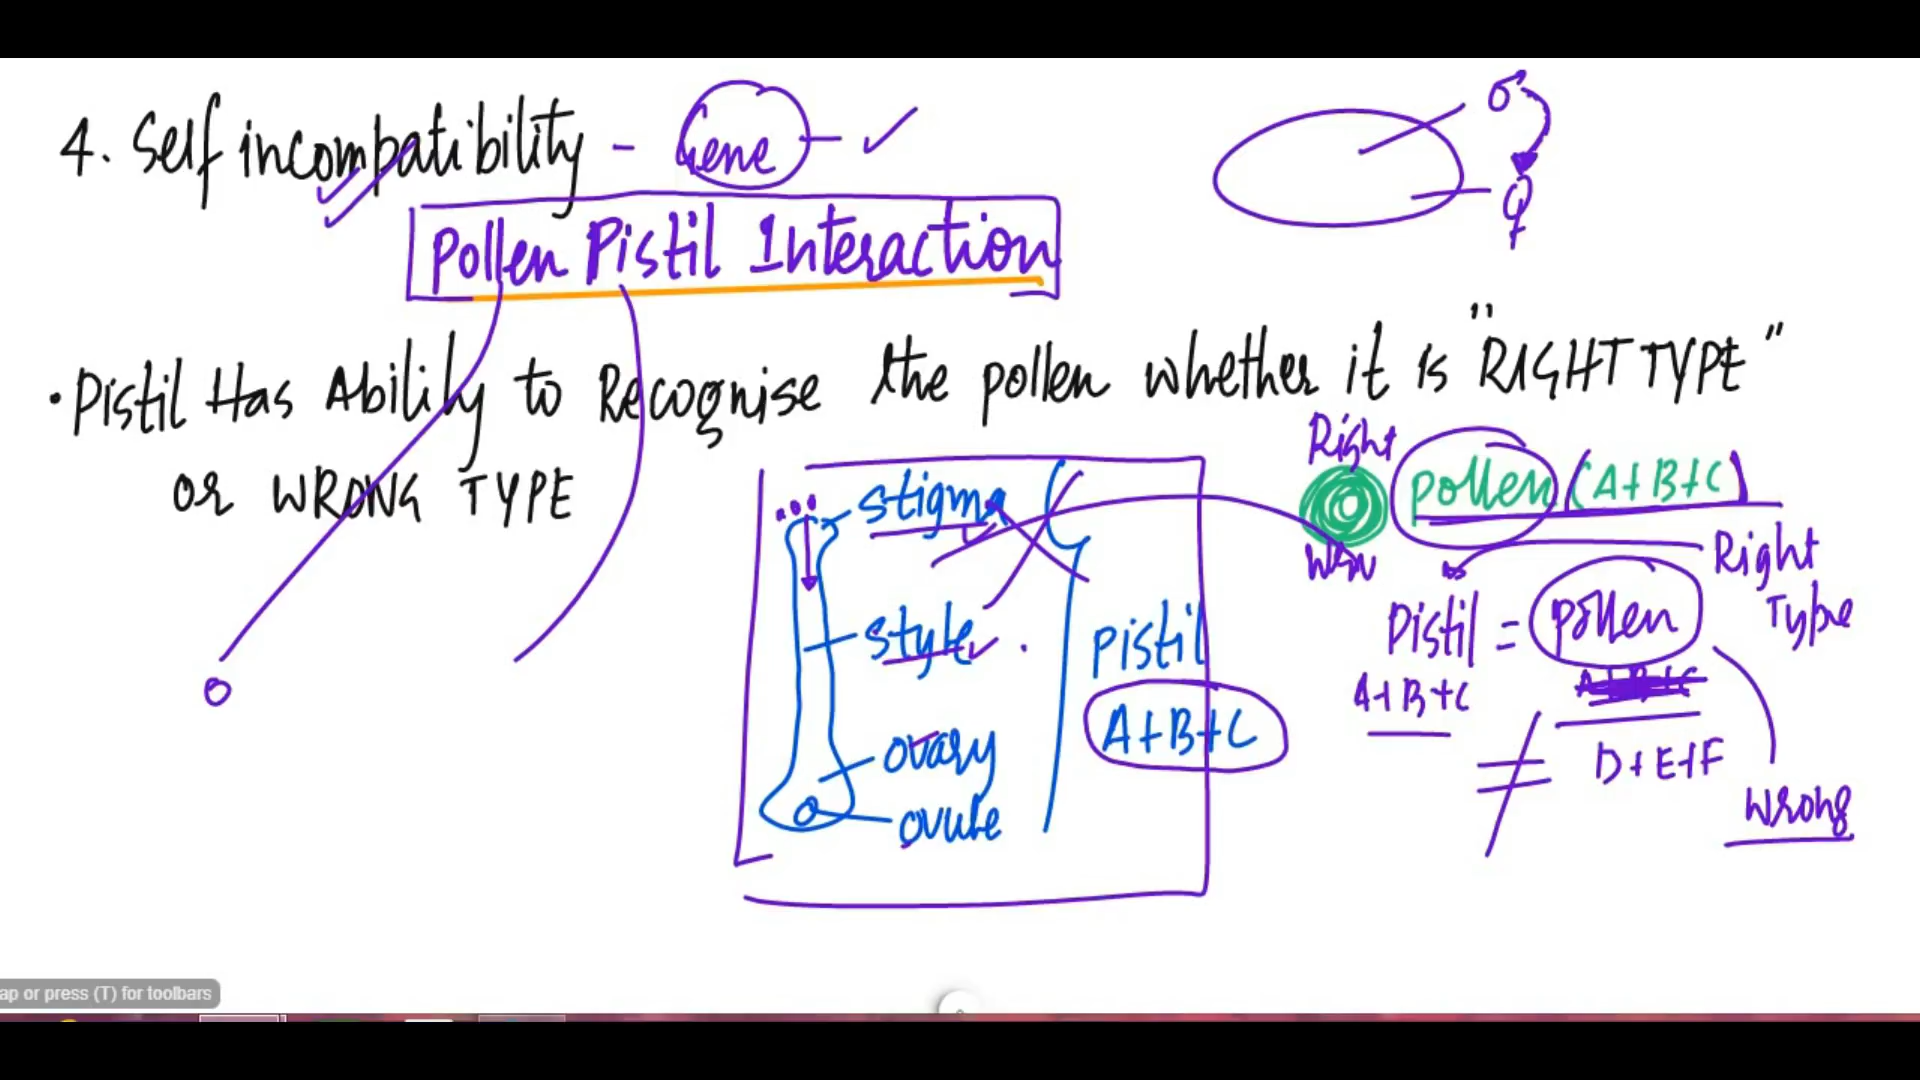 4. Self incompatibility - Gene
Pollen Pistil Interaction
• Pistil Has Ability to Recognise the pollen whether it is "RIGHT TYPE"
or WRONG TYPE
Right
pollen (A+B+C)
stigma
Right
Type
Pistil = pollen
style
pistil
A+B+C
A+B+C
D+E+F
ovary
ovule
wrong
ap or press (T) for toolbars